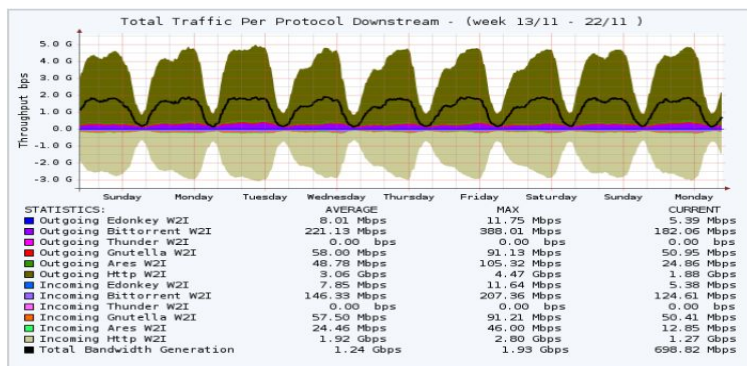 Total Traffic Per Protocol Downstream - (week 13/11 - 22/11 )
Throughput bps
5.0 G
4.0 G
3.0 G
2.0 G
1.0 G
0.0
-1.0 G
-2.0 G
-3.0 G
Sunday Monday Tuesday Wednesday Thursday Friday Saturday Sunday Monday
STATISTICS: AVERAGE MAX CURRENT
Outgoing Edonkey W2I 8.01 Mbps 11.75 Mbps 5.39 Mbps
Outgoing Bittorrent W2I 221.13 Mbps 388.01 Mbps 182.06 Mbps
Outgoing Thunder W2I 0.00 bps 0.00 bps 0.00 bps
Outgoing Gnutella W2I 58.00 Mbps 91.13 Mbps 50.95 Mbps
Outgoing Ares W2I 48.78 Mbps 105.32 Mbps 24.86 Mbps
Outgoing Http W2I 3.06 Gbps 4.47 Gbps 1.88 Gbps
Incoming Edonkey W2I 7.85 Mbps 11.64 Mbps 5.38 Mbps
Incoming Bittorrent W2I 146.33 Mbps 207.36 Mbps 124.61 Mbps
Incoming Thunder W2I 0.00 bps 0.00 bps 0.00 bps
Incoming Gnutella W2I 57.50 Mbps 91.21 Mbps 50.41 Mbps
Incoming Ares W2I 24.46 Mbps 46.00 Mbps 12.85 Mbps
Incoming Http W2I 1.92 Gbps 2.80 Gbps 1.27 Gbps
Total Bandwidth Generation 1.24 Gbps 1.93 Gbps 698.82 Mbps